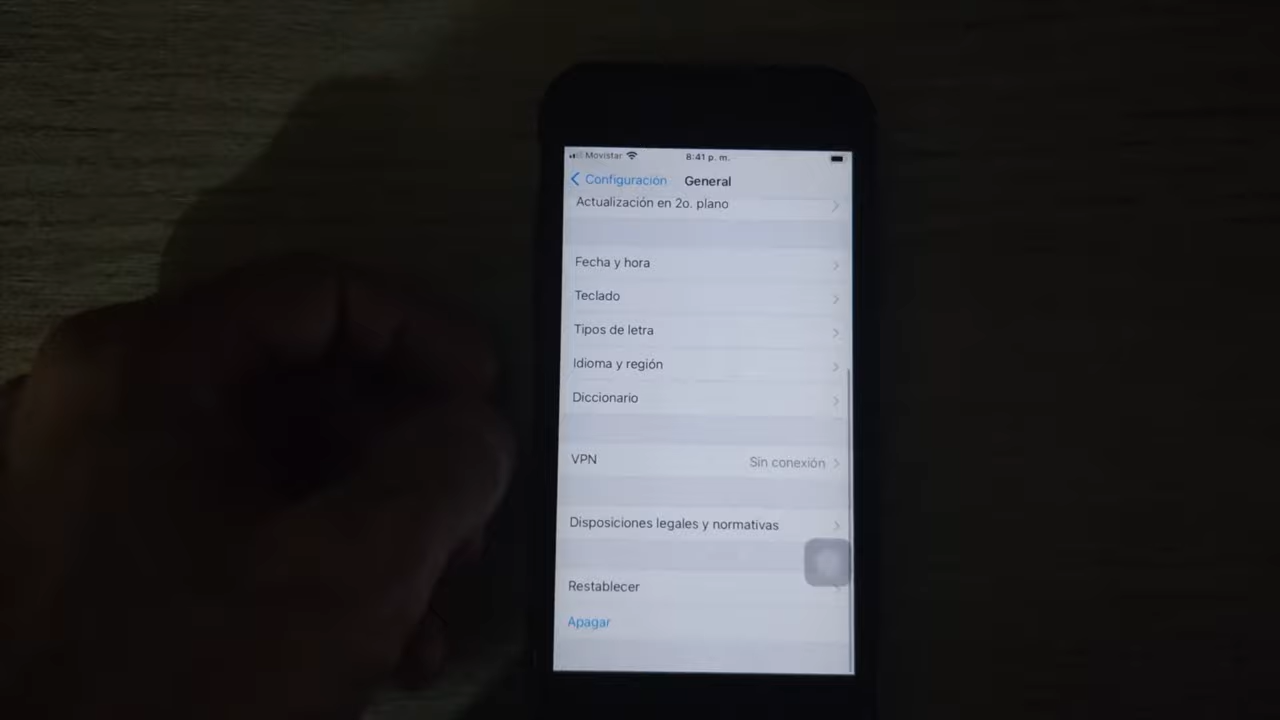 Movistar 8:41 p. m.
Configuración General
Actualización en 2o. plano
Fecha y hora
Teclado
Tipos de letra
Idioma y región
Diccionario
VPN Sin conexión
Disposiciones legales y normativas
Restablecer
Apagar